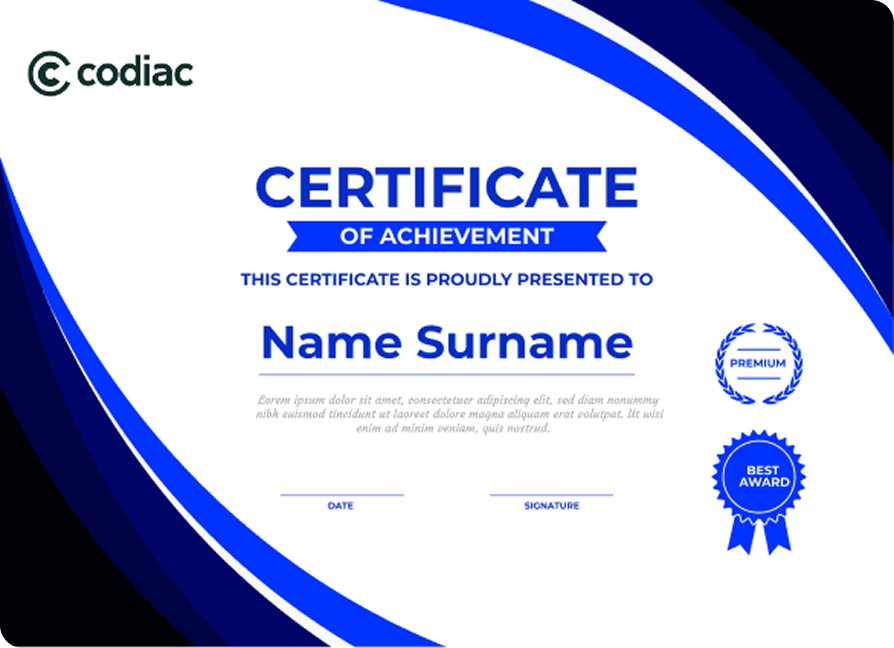 codiac
CERTIFICATE
OF ACHIEVEMENT
THIS CERTIFICATE IS PROUDLY PRESENTED TO
Name Surname
Lorem ipsum dolor sit amet, consectetuer adipiscing elit, sed diam nonummy
nibh euismod tincidunt ut laoreet dolore magna aliquam erat volutpat. Ut wisi
enim ad minim veniam, quis nostrud.
PREMIUM
BEST
AWARD
DATE
SIGNATURE